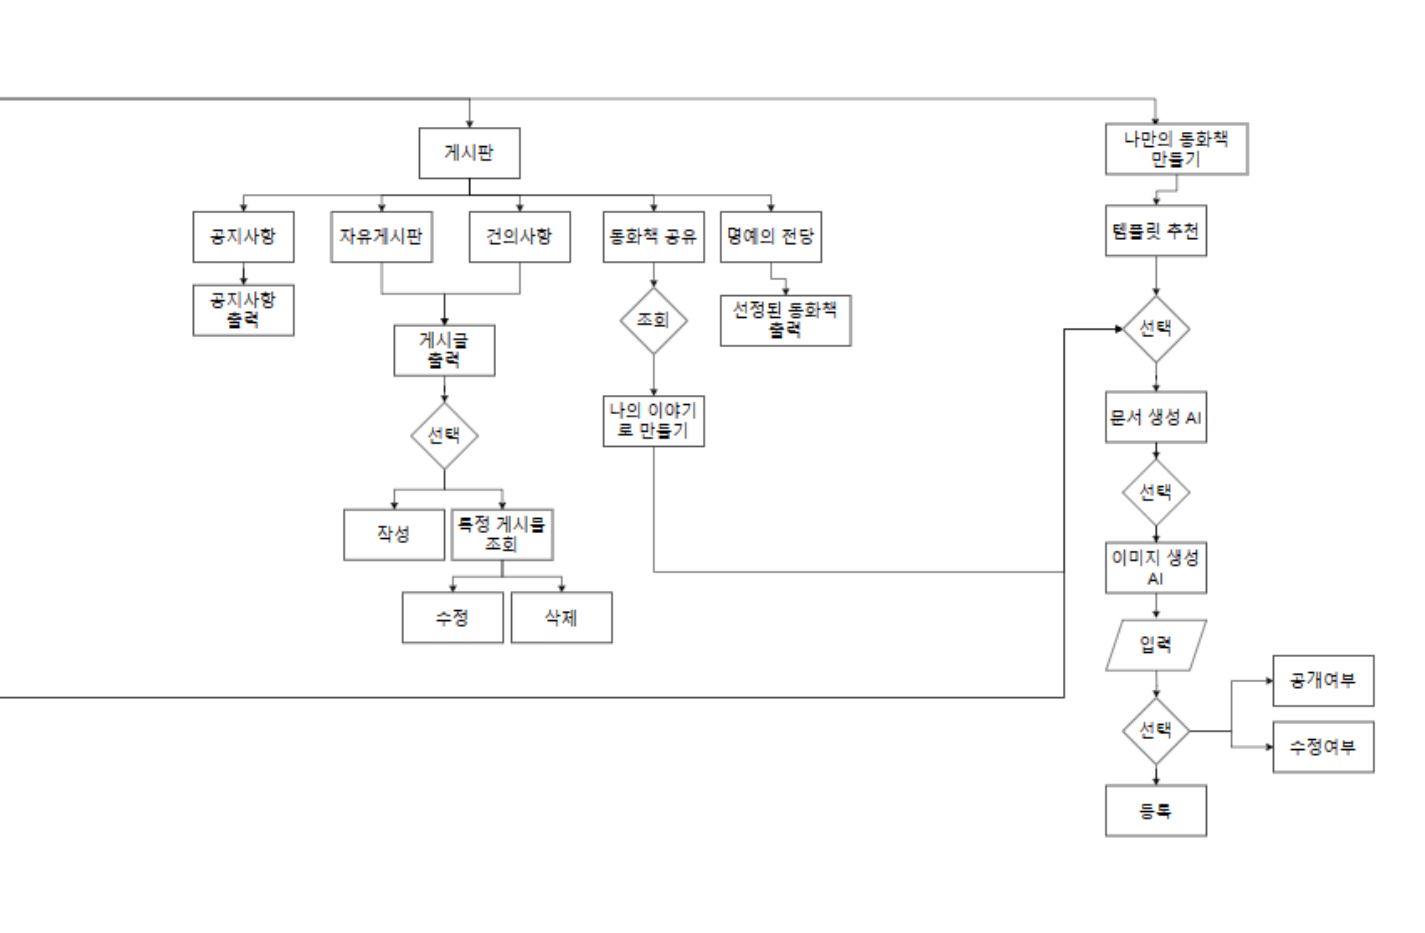 게시판
공지사항
자유게시판
건의사항
동화책 공유
명예의 전당
공지사항
출력
게시글
출력
조회
선정된 동화책
출력
선택
나의 이야기
로 만들기
작성
특정 게시물
조회
수정
삭제
나만의 동화책
만들기
템플릿 추천
선택
문서 생성 AI
선택
이미지 생성
AI
입력
선택
공개여부
수정여부
등록